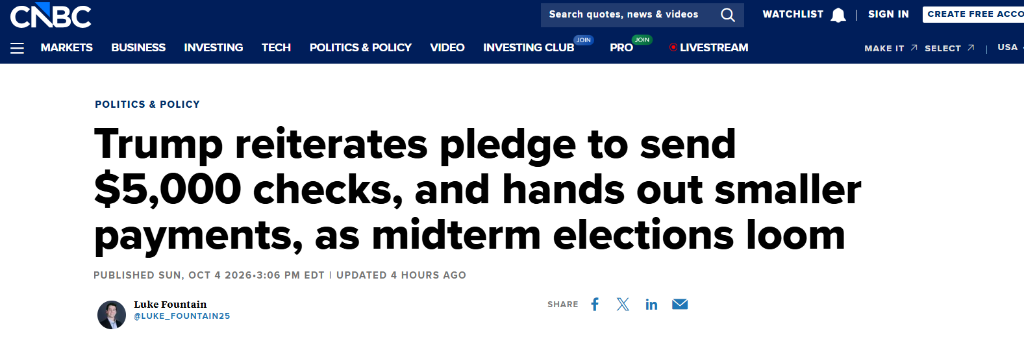 CNBC
Search quotes, news & videos
WATCHLIST
SIGN IN
CREATE FREE ACCO
MARKETS BUSINESS INVESTING TECH POLITICS & POLICY VIDEO INVESTING CLUB JOIN PRO JOIN LIVESTREAM
MAKE IT SELECT USA
POLITICS & POLICY
Trump reiterates pledge to send
$5,000 checks, and hands out smaller
payments, as midterm elections loom
PUBLISHED SUN, OCT 4 2026•3:06 PM EDT | UPDATED 4 HOURS AGO
Luke Fountain
@LUKE_FOUNTAIN25
SHARE